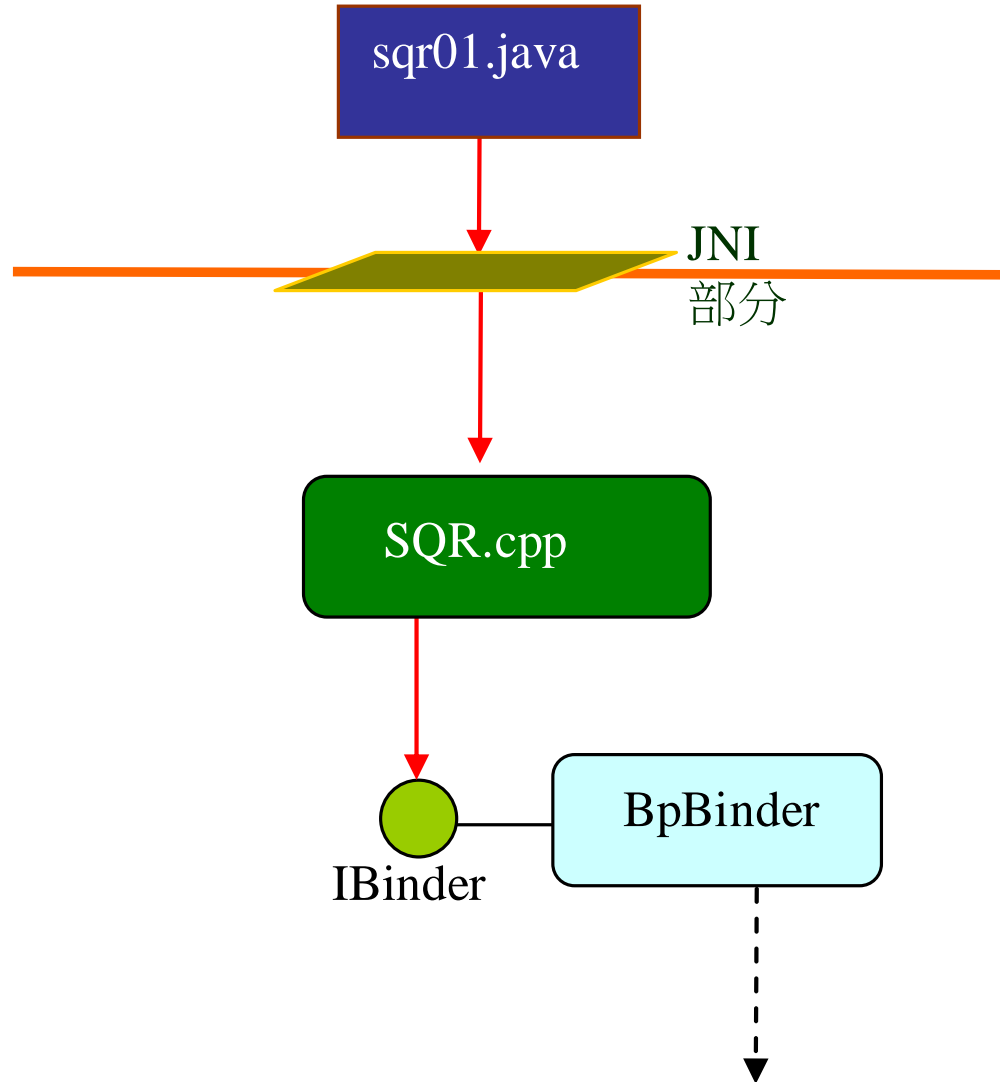 sqr01.java
JNI
部分
SQR.cpp
BpBinder
IBinder